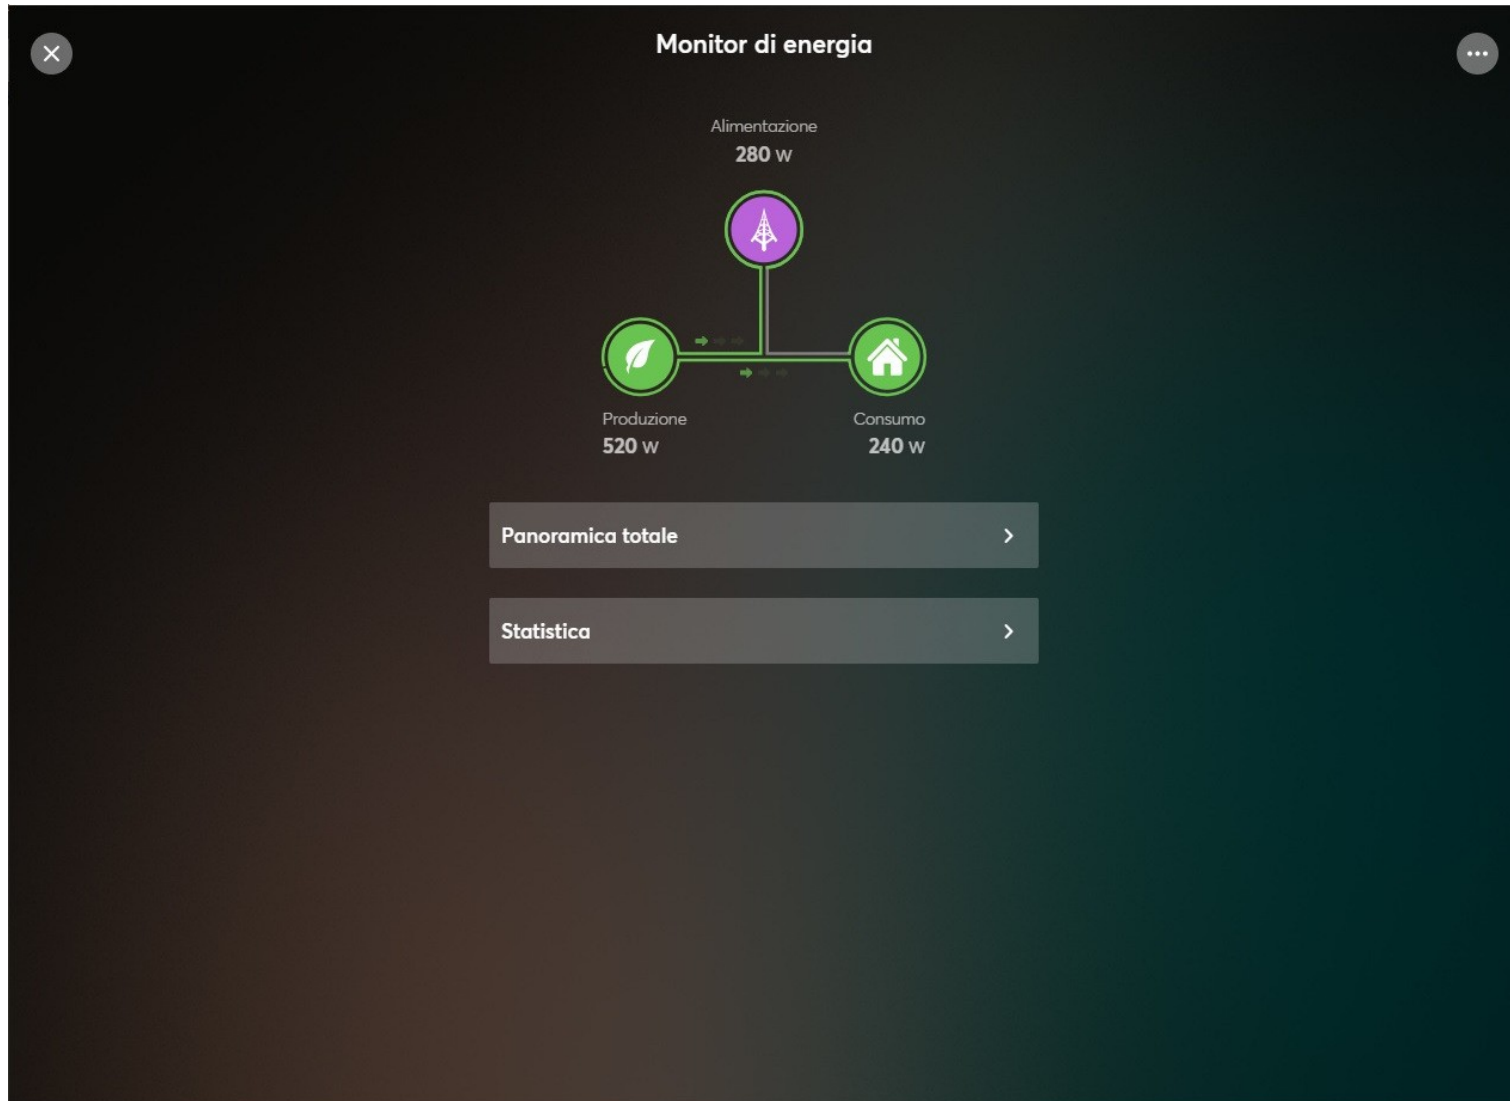 Monitor di energia
Alimentazione
280 W
Produzione
520 W
Consumo
240 W
Panoramica totale
Statistica